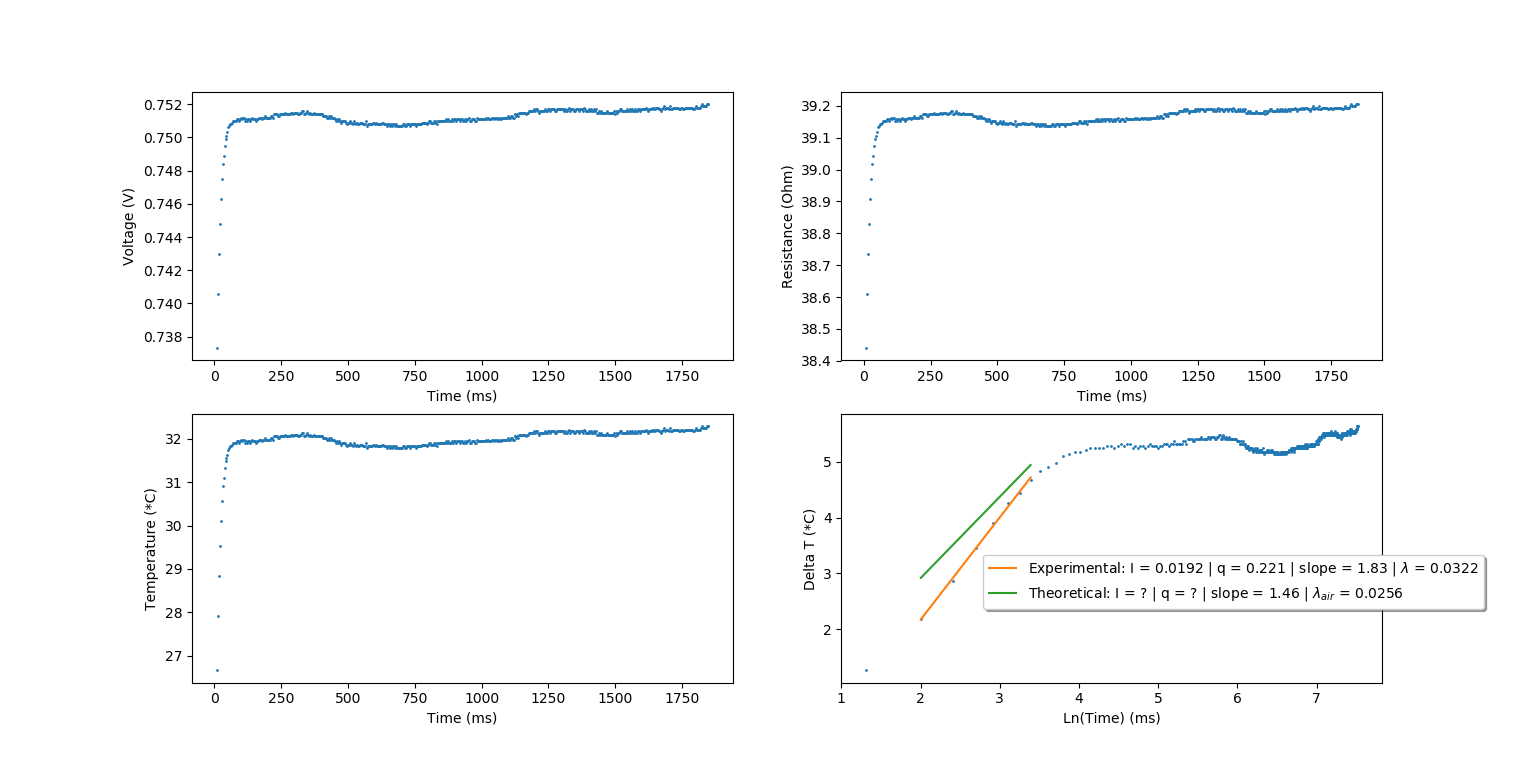 0.752
0.750
0.748
0.746
0.744
0.742
0.740
0.738
Voltage (V)
0 250 500 750 1000 1250 1500 1750
Time (ms)
39.2
39.1
39.0
38.9
38.8
38.7
38.6
38.5
38.4
Resistance (Ohm)
0 250 500 750 1000 1250 1500 1750
Time (ms)
32
31
30
29
28
27
Temperature (*C)
0 250 500 750 1000 1250 1500 1750
Time (ms)
5
4
3
2
Delta T (*C)
Experimental: I = 0.0192 | q = 0.221 | slope = 1.83 | λ = 0.0322
Theoretical: I = ? | q = ? | slope = 1.46 | λair = 0.0256
1 2 3 4 5 6 7
Ln(Time) (ms)